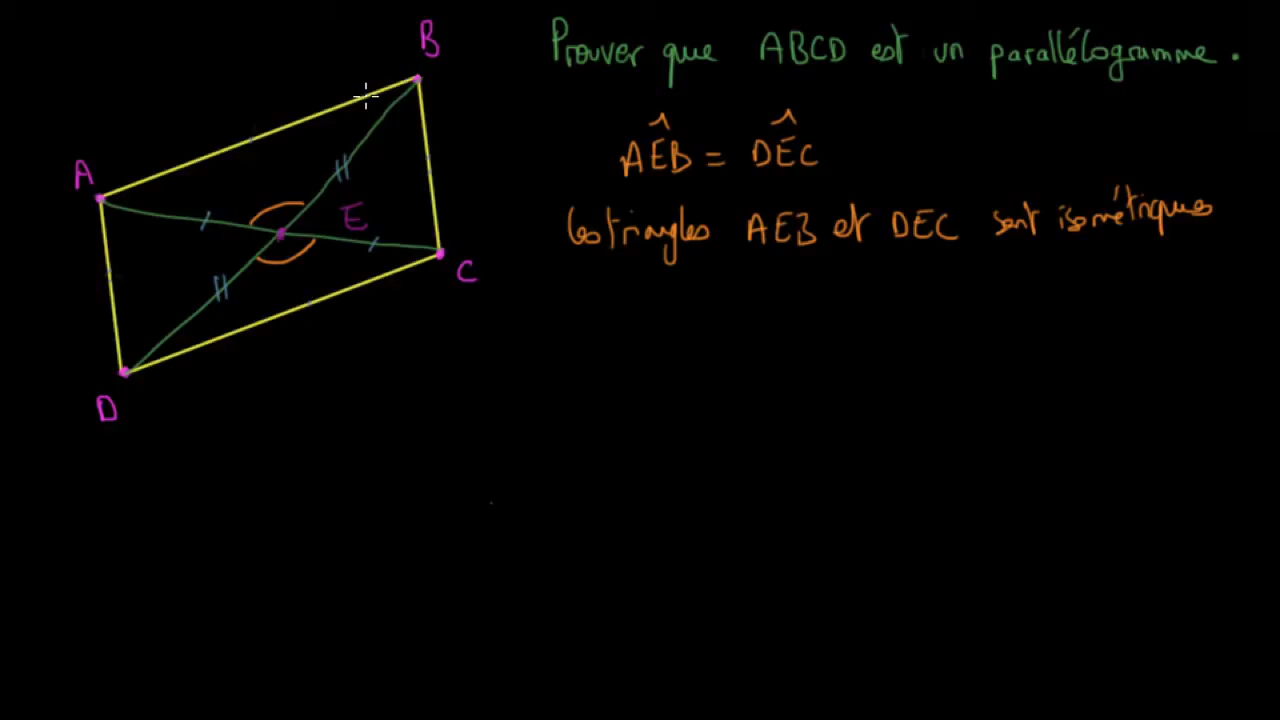 B
Prouver que ABCD est un parallélogramme.
AÊB = DÊC
A
E
les triangles AEB et DEC sont isométriques
C
D